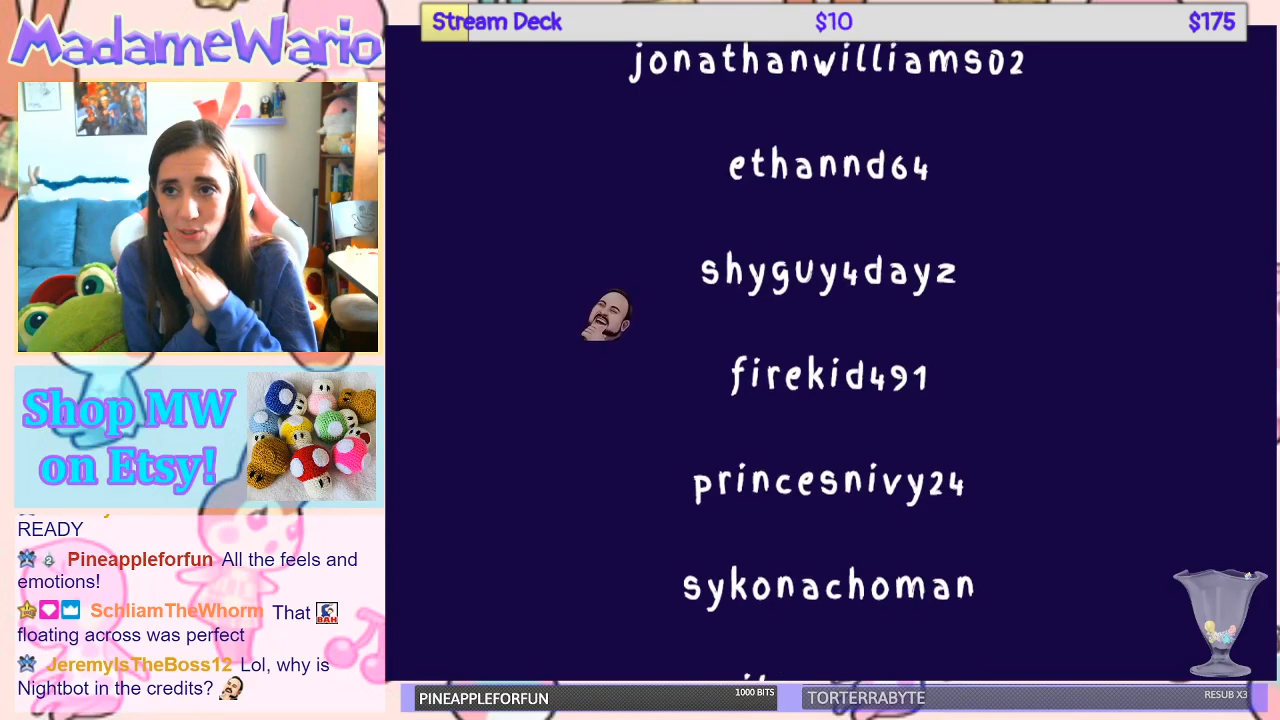 MadameWario
Stream Deck $10 $175
jonathanwilliams02
ethannd64
shyguy4dayz
firekid491
princesnivy24
sykonachoman
Shop MW
on Etsy!
READY
Pineappleforfun All the feels and
emotions!
SchliamTheWhorm That BAH
floating across was perfect
JeremyIsTheBoss12 Lol, why is
Nightbot in the credits?
PINEAPPLEFORFUN 1000 BITS
TORTERRABYTE RESUB X3